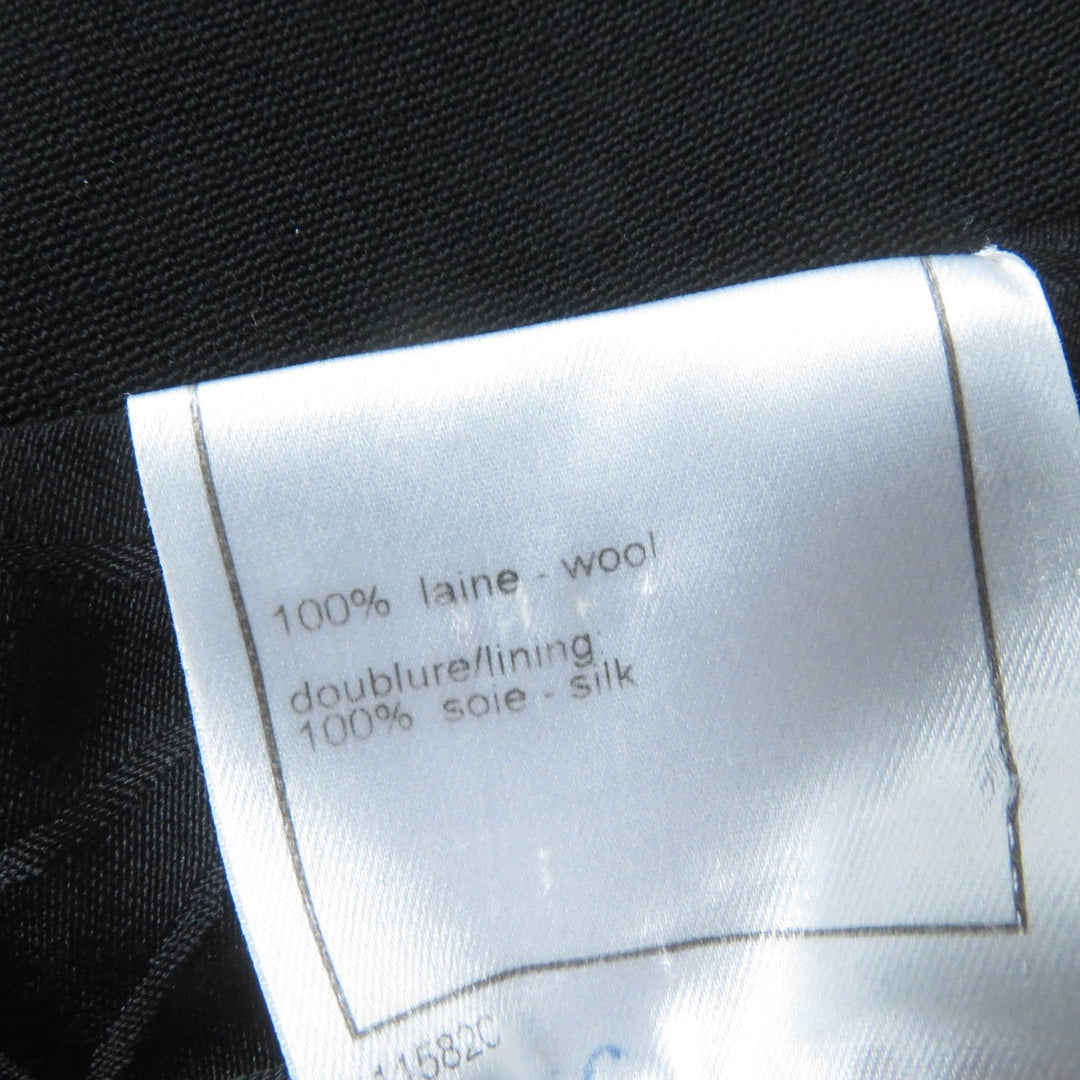 100% laine - wool
doublure/lining:
100% soie - silk